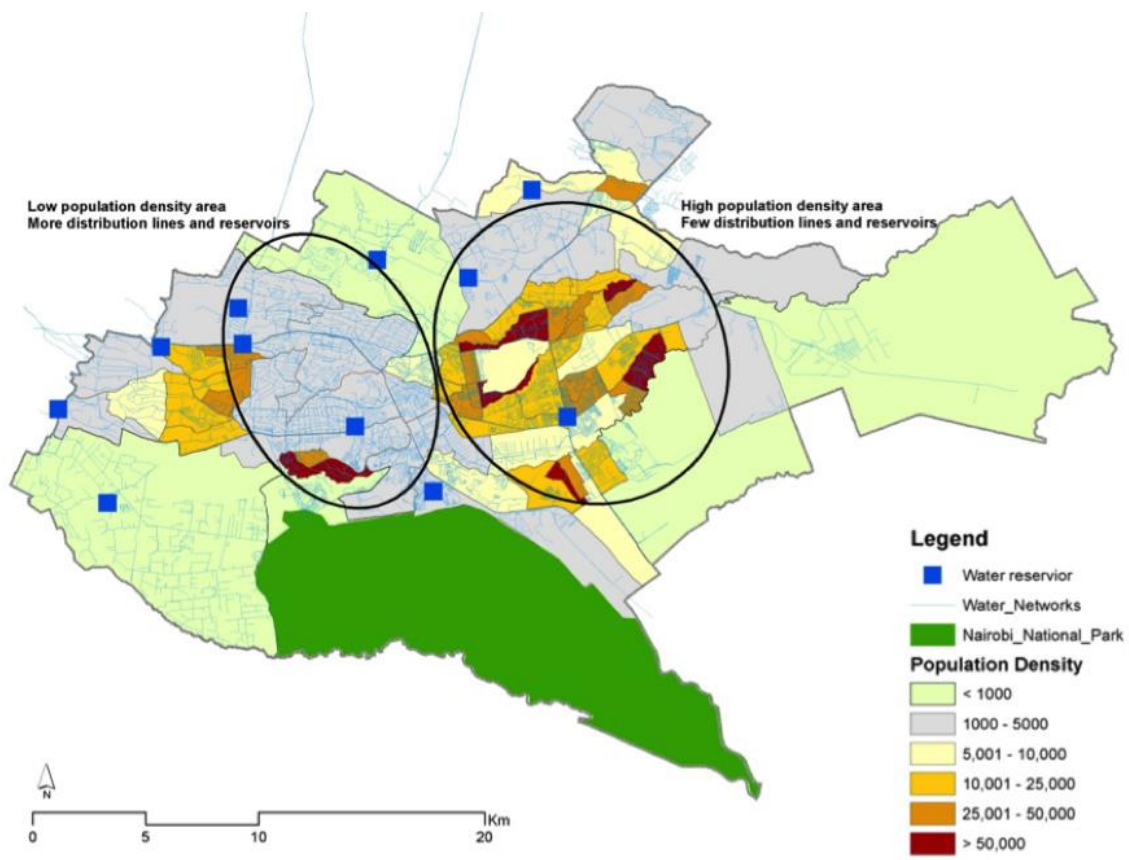 Low population density area
More distribution lines and reservoirs
High population density area
Few distribution lines and reservoirs
Legend
Water reservior
Water_Networks
Nairobi_National_Park
Population Density
< 1000
1000 - 5000
5,001 - 10,000
10,001 - 25,000
25,001 - 50,000
> 50,000
N
Km
0 5 10 20